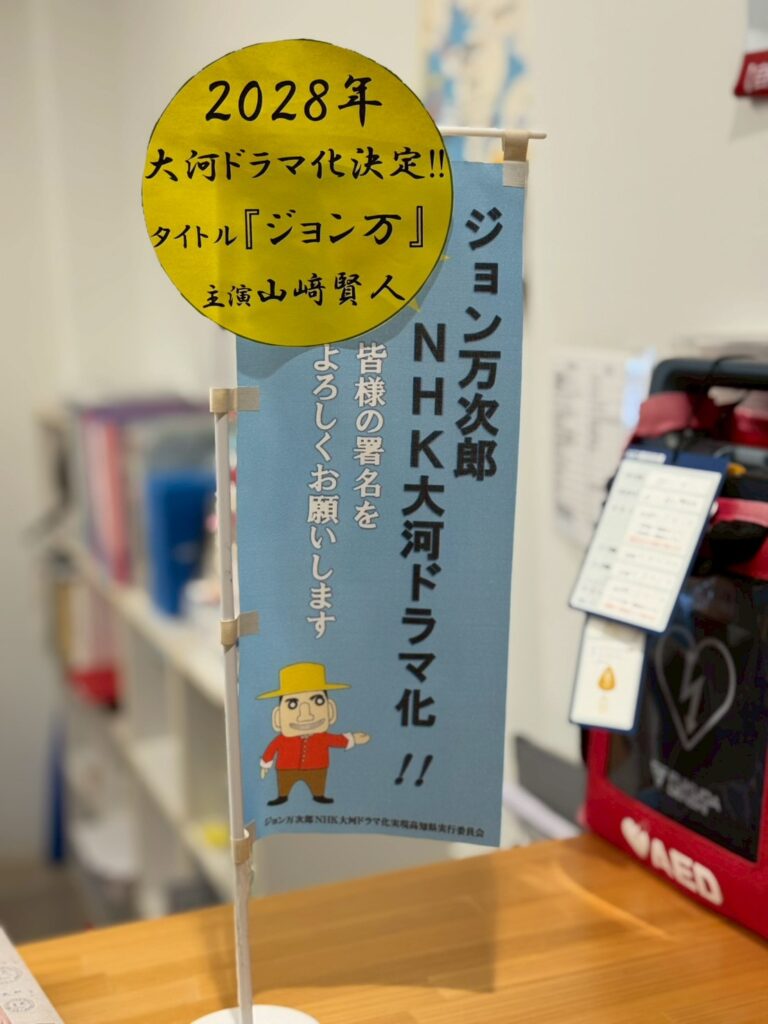 2028年
大河ドラマ化決定!!
タイトル『ジョン万』
主演山﨑賢人
ジョン万次郎
NHK大河ドラマ化!!
皆様の署名を
よろしくお願いします
ジョン万次郎NHK大河ドラマ化実現高知県実行委員会
AED